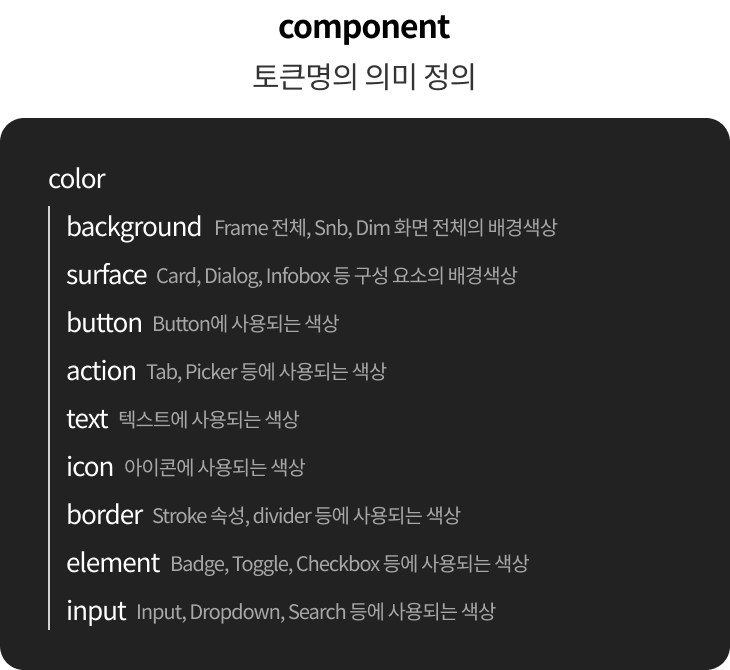 component
토큰명의 의미 정의
color
background Frame 전체, Snb, Dim 화면 전체의 배경색상
surface Card, Dialog, Infobox 등 구성 요소의 배경색상
button Button에 사용되는 색상
action Tab, Picker 등에 사용되는 색상
text 텍스트에 사용되는 색상
icon 아이콘에 사용되는 색상
border Stroke 속성, divider 등에 사용되는 색상
element Badge, Toggle, Checkbox 등에 사용되는 색상
input Input, Dropdown, Search 등에 사용되는 색상